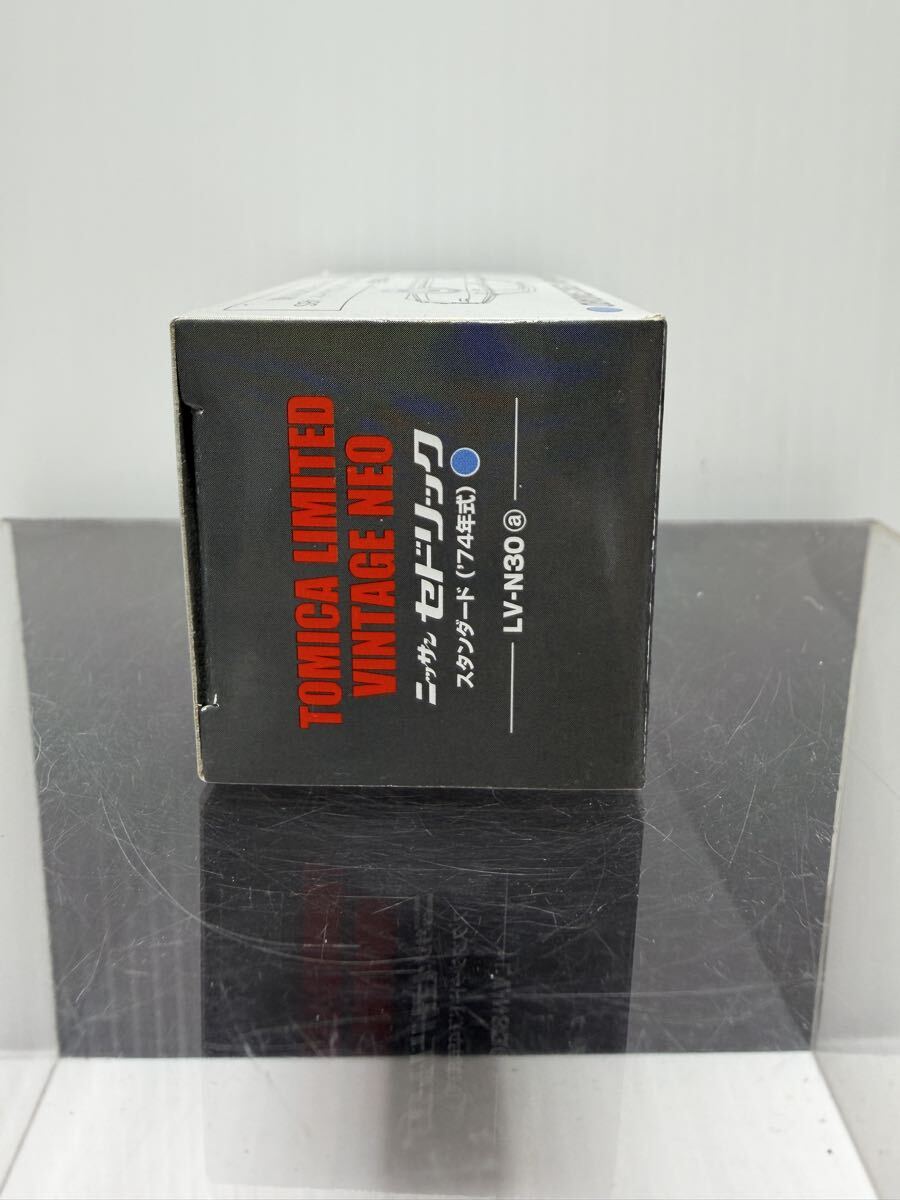 TOMICA LIMITED
VINTAGE NEO
ニッサン セドリック
スタンダード ('74年式)
LV-N30 ⓐ